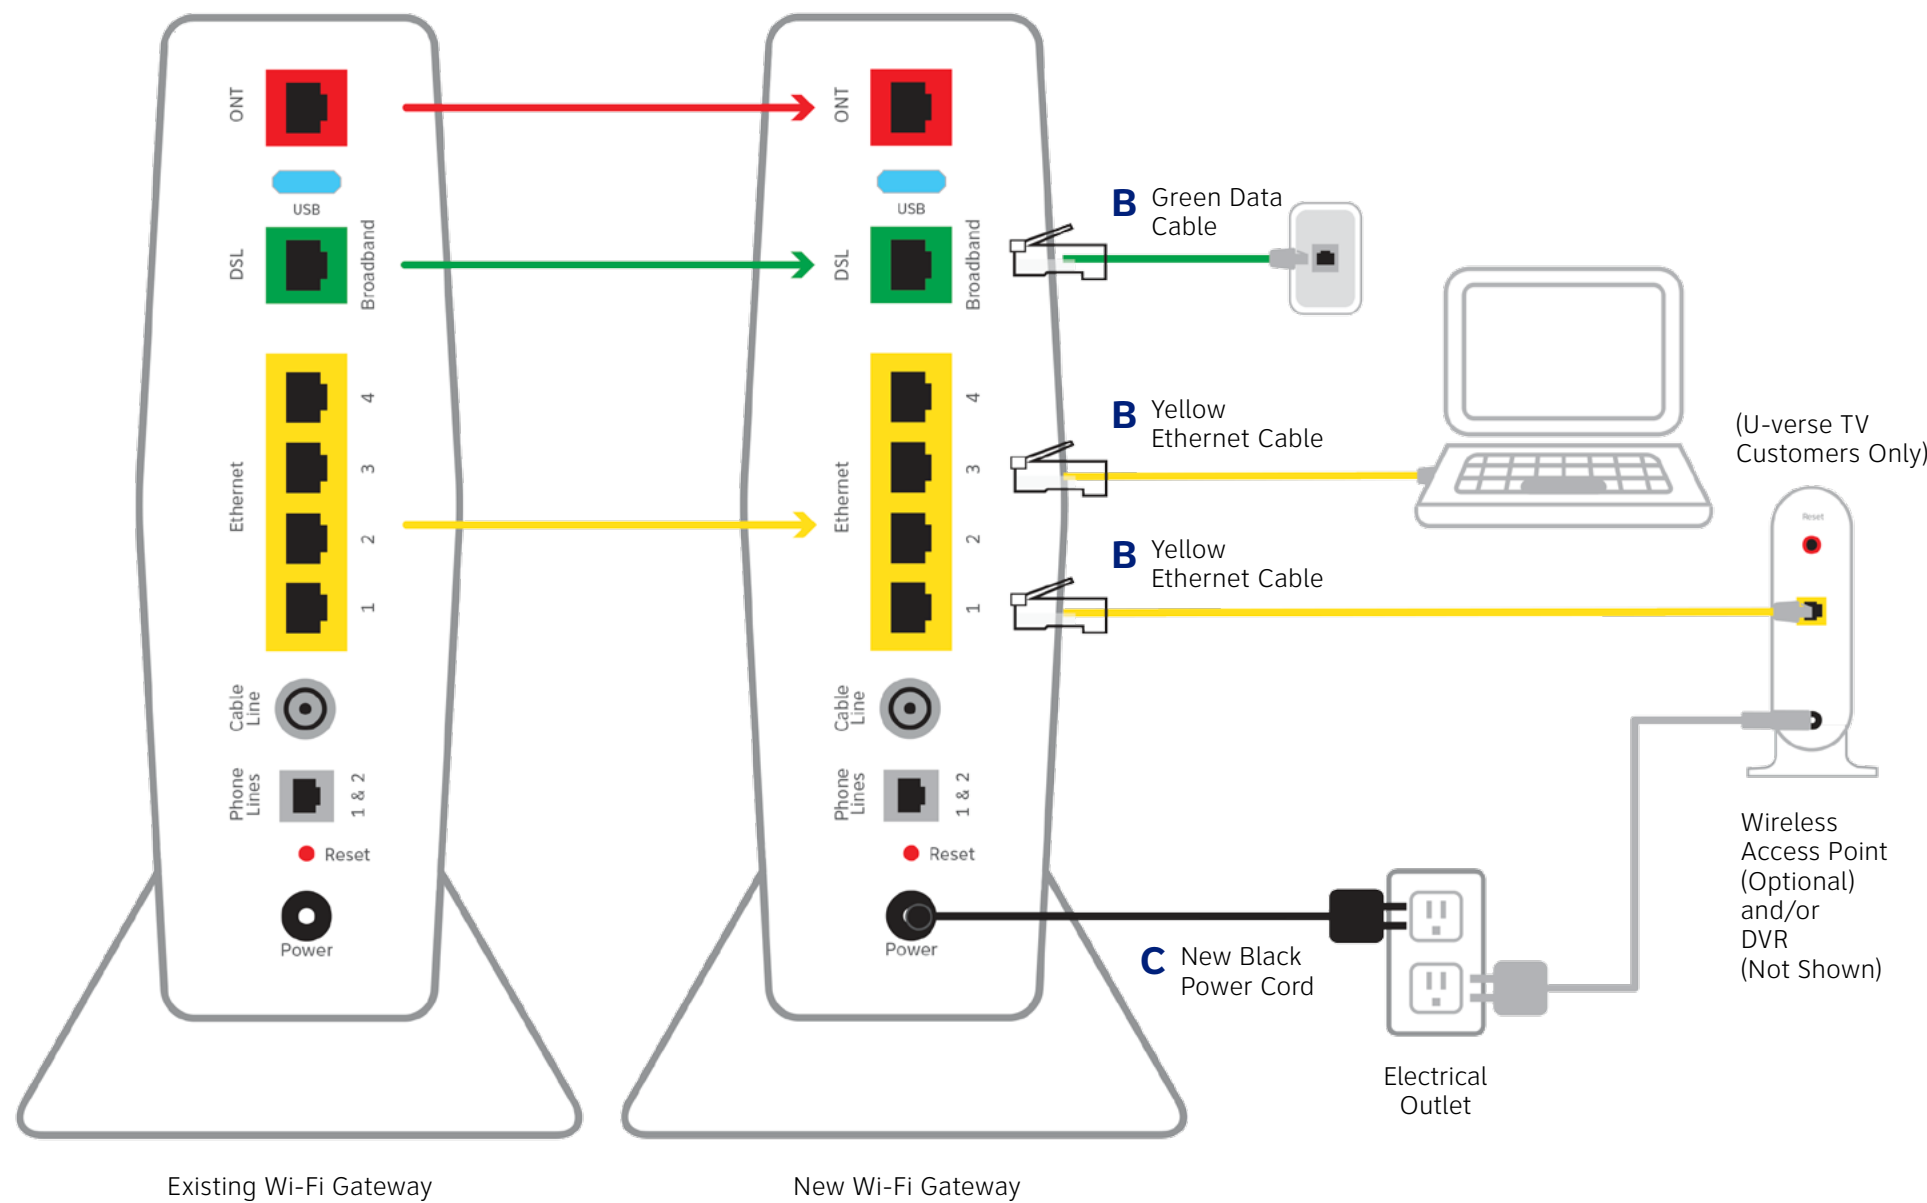 ONT
USB
DSL
Broadband
Ethernet
4
3
2
1
Cable
Line
Phone
Lines
1 & 2
Reset
Power
Existing Wi-Fi Gateway
ONT
USB
DSL
Broadband
Ethernet
4
3
2
1
Cable
Line
Phone
Lines
1 & 2
Reset
Power
New Wi-Fi Gateway
B Green Data
Cable
B Yellow
Ethernet Cable
B Yellow
Ethernet Cable
C New Black
Power Cord
Electrical
Outlet
(U-verse TV
Customers Only)
Reset
Wireless
Access Point
(Optional)
and/or
DVR
(Not Shown)